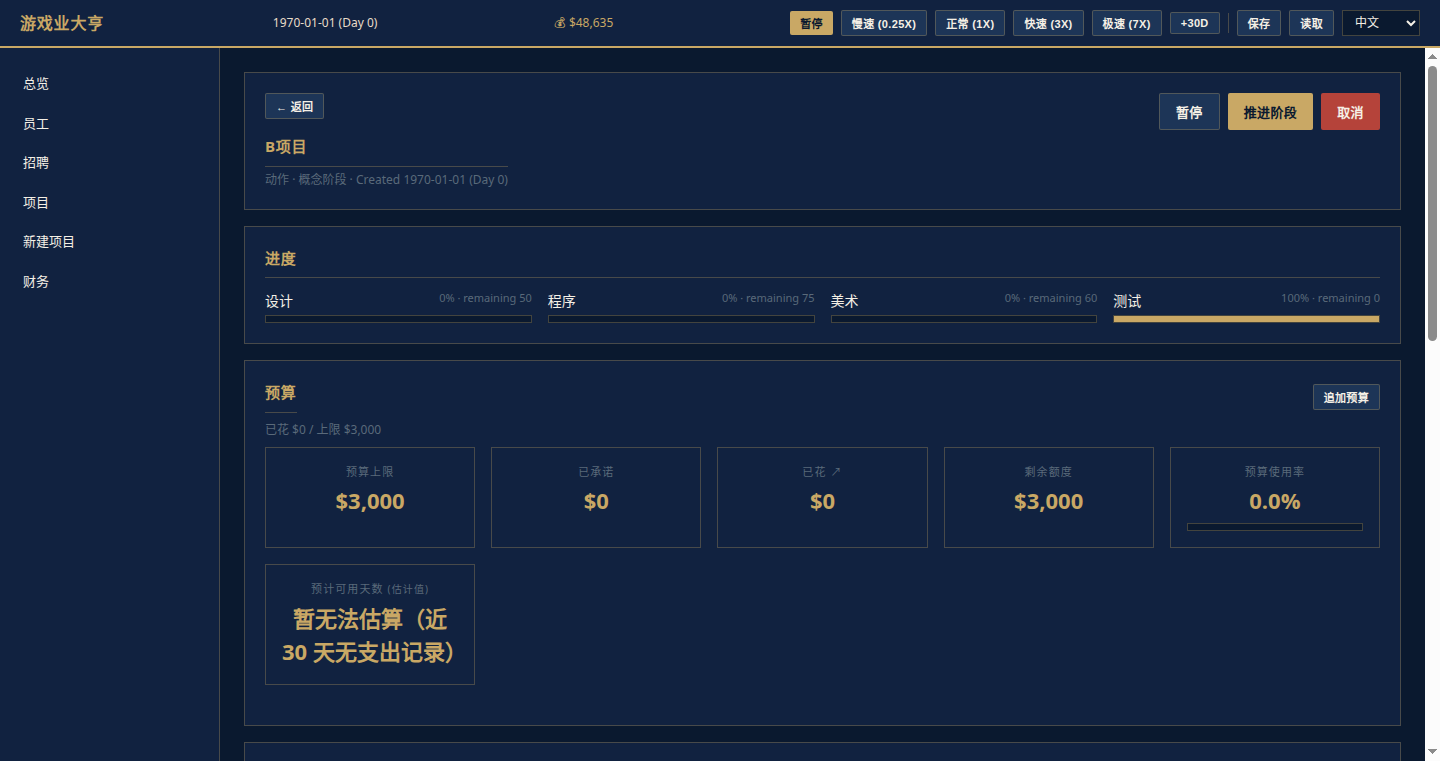 游戏业大亨
1970-01-01 (Day 0)
💰 $48,635
暂停
慢速 (0.25X)
正常 (1X)
快速 (3X)
极速 (7X)
+30D
保存
读取
中文
总览
员工
招聘
项目
新建项目
财务
← 返回
暂停
推进阶段
取消
B项目
动作 · 概念阶段 · Created 1970-01-01 (Day 0)
进度
设计
0% · remaining 50
程序
0% · remaining 75
美术
0% · remaining 60
测试
100% · remaining 0
预算
追加预算
已花 $0 / 上限 $3,000
预算上限
$3,000
已承诺
$0
已花 ↗
$0
剩余额度
$3,000
预算使用率
0.0%
预计可用天数 (估计值)
暂无法估算（近
30 天无支出记录）